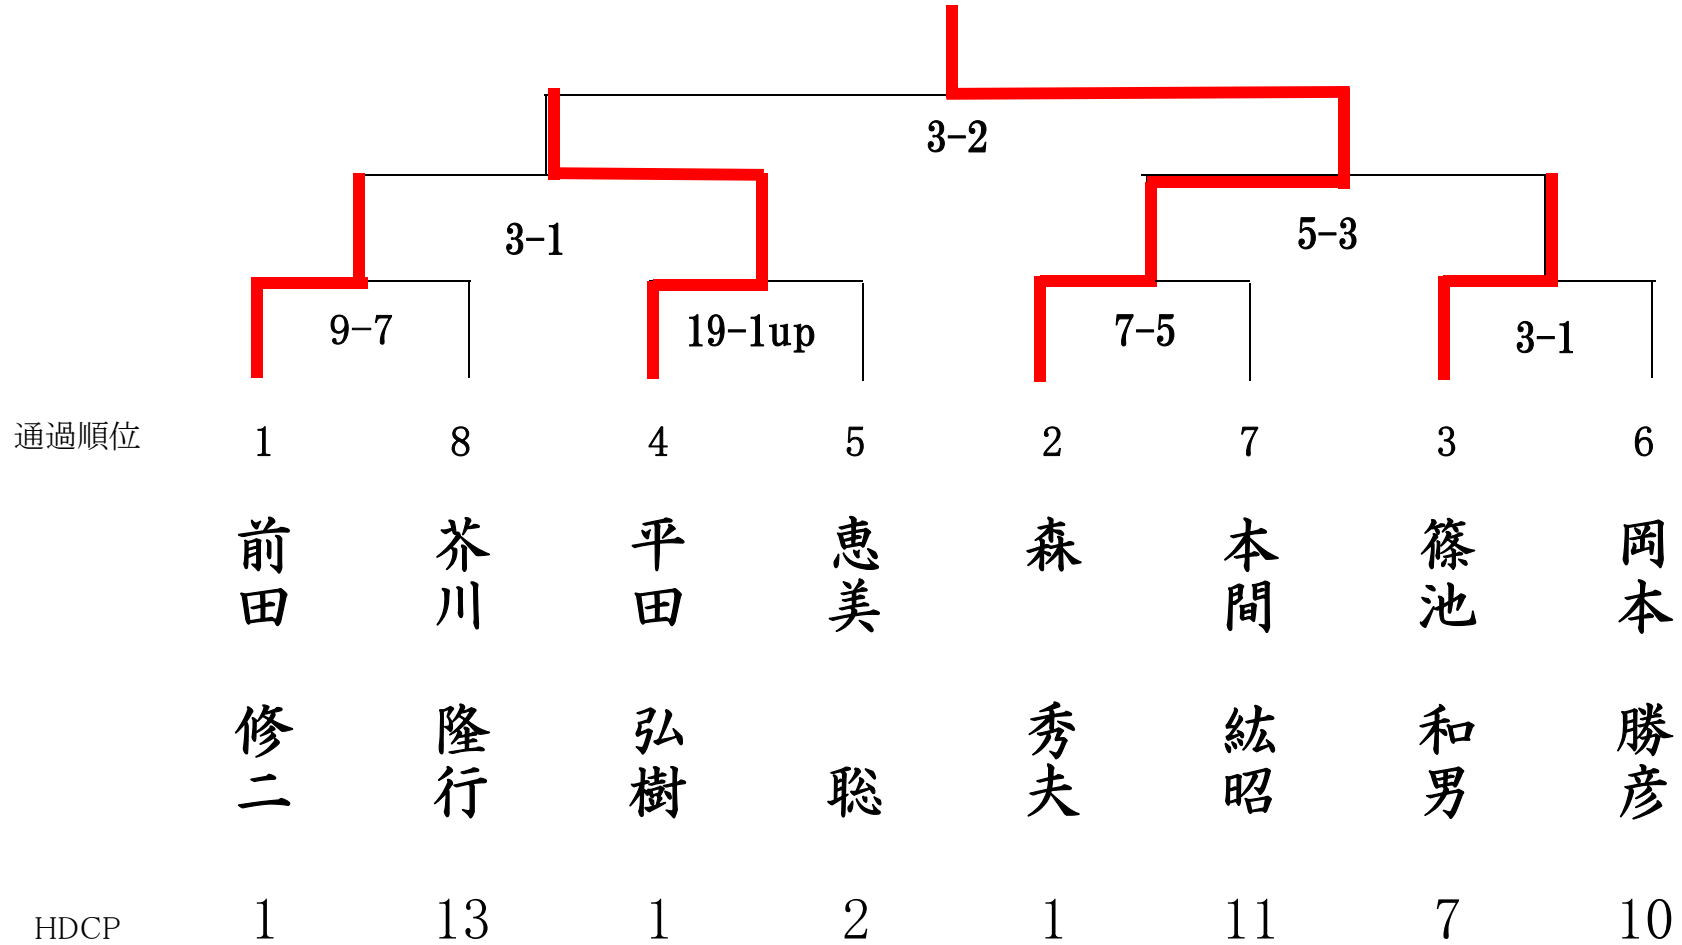 3-2
3-1
5-3
9-7
19-1up
7-5
3-1
通過順位 1 8 4 5 2 7 3 6
前田 修二
芥川 隆行
平田 弘樹
恵美 聡
森 秀夫
本間 紘昭
篠池 和男
岡本 勝彦
HDCP 1 13 1 2 1 11 7 10